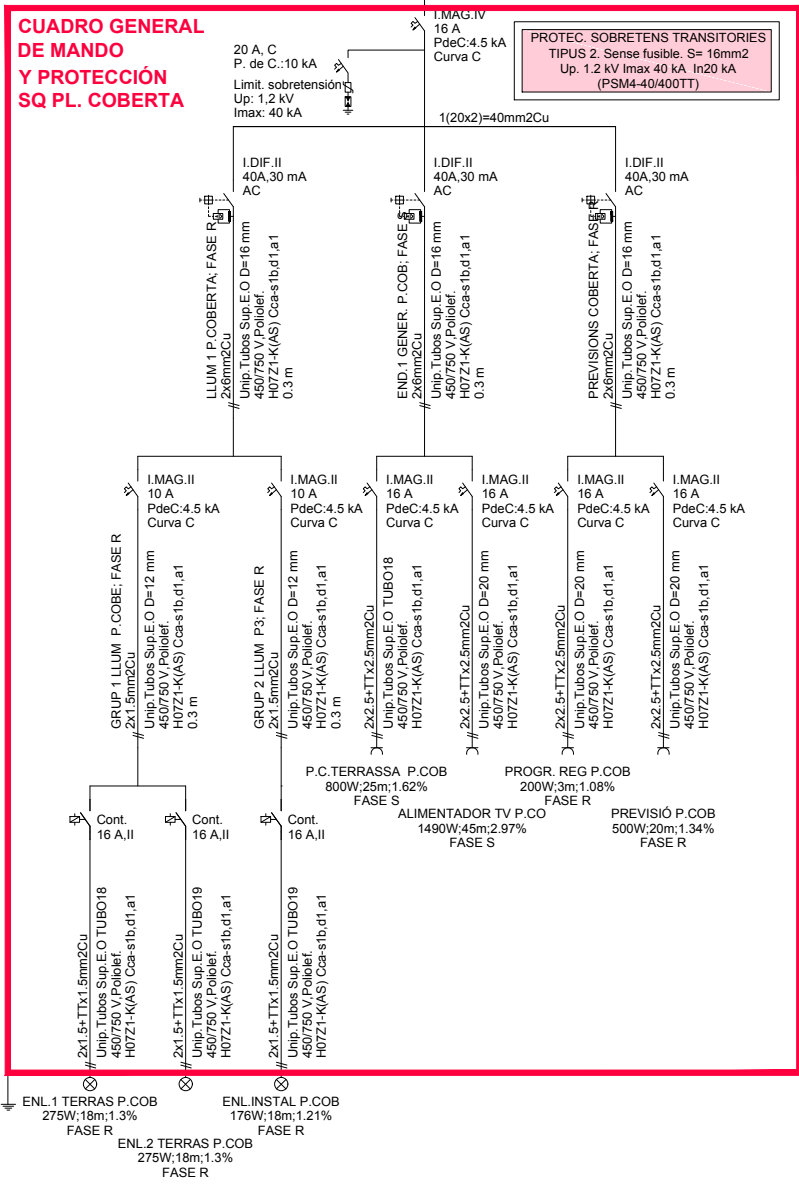 CUADRO GENERAL
DE MANDO
Y PROTECCIÓN
SQ PL. COBERTA
20 A, C
P. de C.:10 kA
Limit. sobretensión
Up: 1,2 kV
Imax: 40 kA
I.MAG.IV
16 A
PdeC:4.5 kA
Curva C
PROTEC. SOBRETENS TRANSITORIES
TIPUS 2. Sense fusible. S= 16mm2
Up. 1.2 kV Imax 40 kA In20 kA
(PSM4-40/400TT)
1(20x2)=40mm2Cu
I.DIF.II
40A,30 mA
AC
I.DIF.II
40A,30 mA
AC
I.DIF.II
40A,30 mA
AC
LLUM 1 P.COBERTA; FASE R
2x6mm2Cu
Unip.Tubos Sup.E.O D=16 mm
450/750 V,Poliolef.
H07Z1-K(AS) Cca-s1b,d1,a1
0.3 m
END.1 GENER. P.COB; FASE S
2x6mm2Cu
Unip.Tubos Sup.E.O D=16 mm
450/750 V,Poliolef.
H07Z1-K(AS) Cca-s1b,d1,a1
0.3 m
PREVISIONS COBERTA; FASE R
2x6mm2Cu
Unip.Tubos Sup.E.O D=16 mm
450/750 V,Poliolef.
H07Z1-K(AS) Cca-s1b,d1,a1
0.3 m
I.MAG.II
10 A
PdeC:4.5 kA
Curva C
I.MAG.II
10 A
PdeC:4.5 kA
Curva C
I.MAG.II
16 A
PdeC:4.5 kA
Curva C
I.MAG.II
16 A
PdeC:4.5 kA
Curva C
I.MAG.II
16 A
PdeC:4.5 kA
Curva C
I.MAG.II
16 A
PdeC:4.5 kA
Curva C
GRUP 1 LLUM  P.COBE; FASE R
2x1.5mm2Cu
Unip.Tubos Sup.E.O D=12 mm
450/750 V,Poliolef.
H07Z1-K(AS) Cca-s1b,d1,a1
0.3 m
GRUP 2 LLUM  P3; FASE R
2x1.5mm2Cu
Unip.Tubos Sup.E.O D=12 mm
450/750 V,Poliolef.
H07Z1-K(AS) Cca-s1b,d1,a1
0.3 m
2x2.5+TTx2.5mm2Cu
Unip.Tubos Sup.E.O TUBO18
450/750 V,Poliolef.
H07Z1-K(AS) Cca-s1b,d1,a1
2x2.5+TTx2.5mm2Cu
Unip.Tubos Sup.E.O D=20 mm
450/750 V,Poliolef.
H07Z1-K(AS) Cca-s1b,d1,a1
2x2.5+TTx2.5mm2Cu
Unip.Tubos Sup.E.O D=20 mm
450/750 V,Poliolef.
H07Z1-K(AS) Cca-s1b,d1,a1
2x2.5+TTx2.5mm2Cu
Unip.Tubos Sup.E.O D=20 mm
450/750 V,Poliolef.
H07Z1-K(AS) Cca-s1b,d1,a1
P.C.TERRASSA  P.COB
800W;25m;1.62%
FASE S
ALIMENTADOR TV P.CO
1490W;45m;2.97%
FASE S
PROGR. REG P.COB
200W;3m;1.08%
FASE R
PREVISIÓ P.COB
500W;20m;1.34%
FASE R
Cont.
16 A,II
Cont.
16 A,II
Cont.
16 A,II
2x1.5+TTx1.5mm2Cu
Unip.Tubos Sup.E.O TUBO18
450/750 V,Poliolef.
H07Z1-K(AS) Cca-s1b,d1,a1
2x1.5+TTx1.5mm2Cu
Unip.Tubos Sup.E.O TUBO19
450/750 V,Poliolef.
H07Z1-K(AS) Cca-s1b,d1,a1
2x1.5+TTx1.5mm2Cu
Unip.Tubos Sup.E.O TUBO19
450/750 V,Poliolef.
H07Z1-K(AS) Cca-s1b,d1,a1
ENL.1 TERRAS P.COB
275W;18m;1.3%
FASE R
ENL.2 TERRAS P.COB
275W;18m;1.3%
FASE R
ENL.INSTAL P.COB
176W;18m;1.21%
FASE R